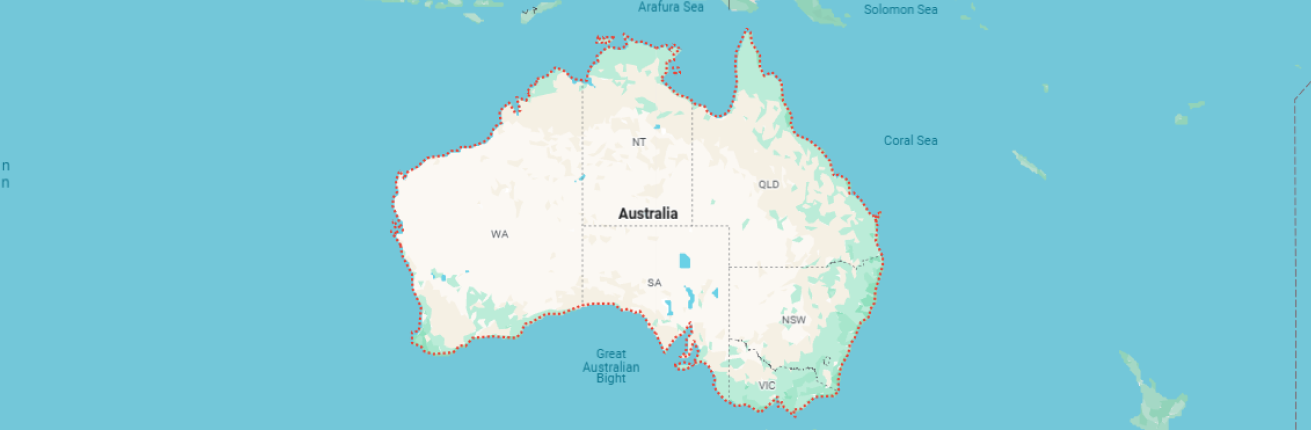 Arafura Sea
Solomon Sea
Coral Sea
NT
n
n
QLD
Australia
WA
SA
NSW
Great
Australian
Bight
VIC